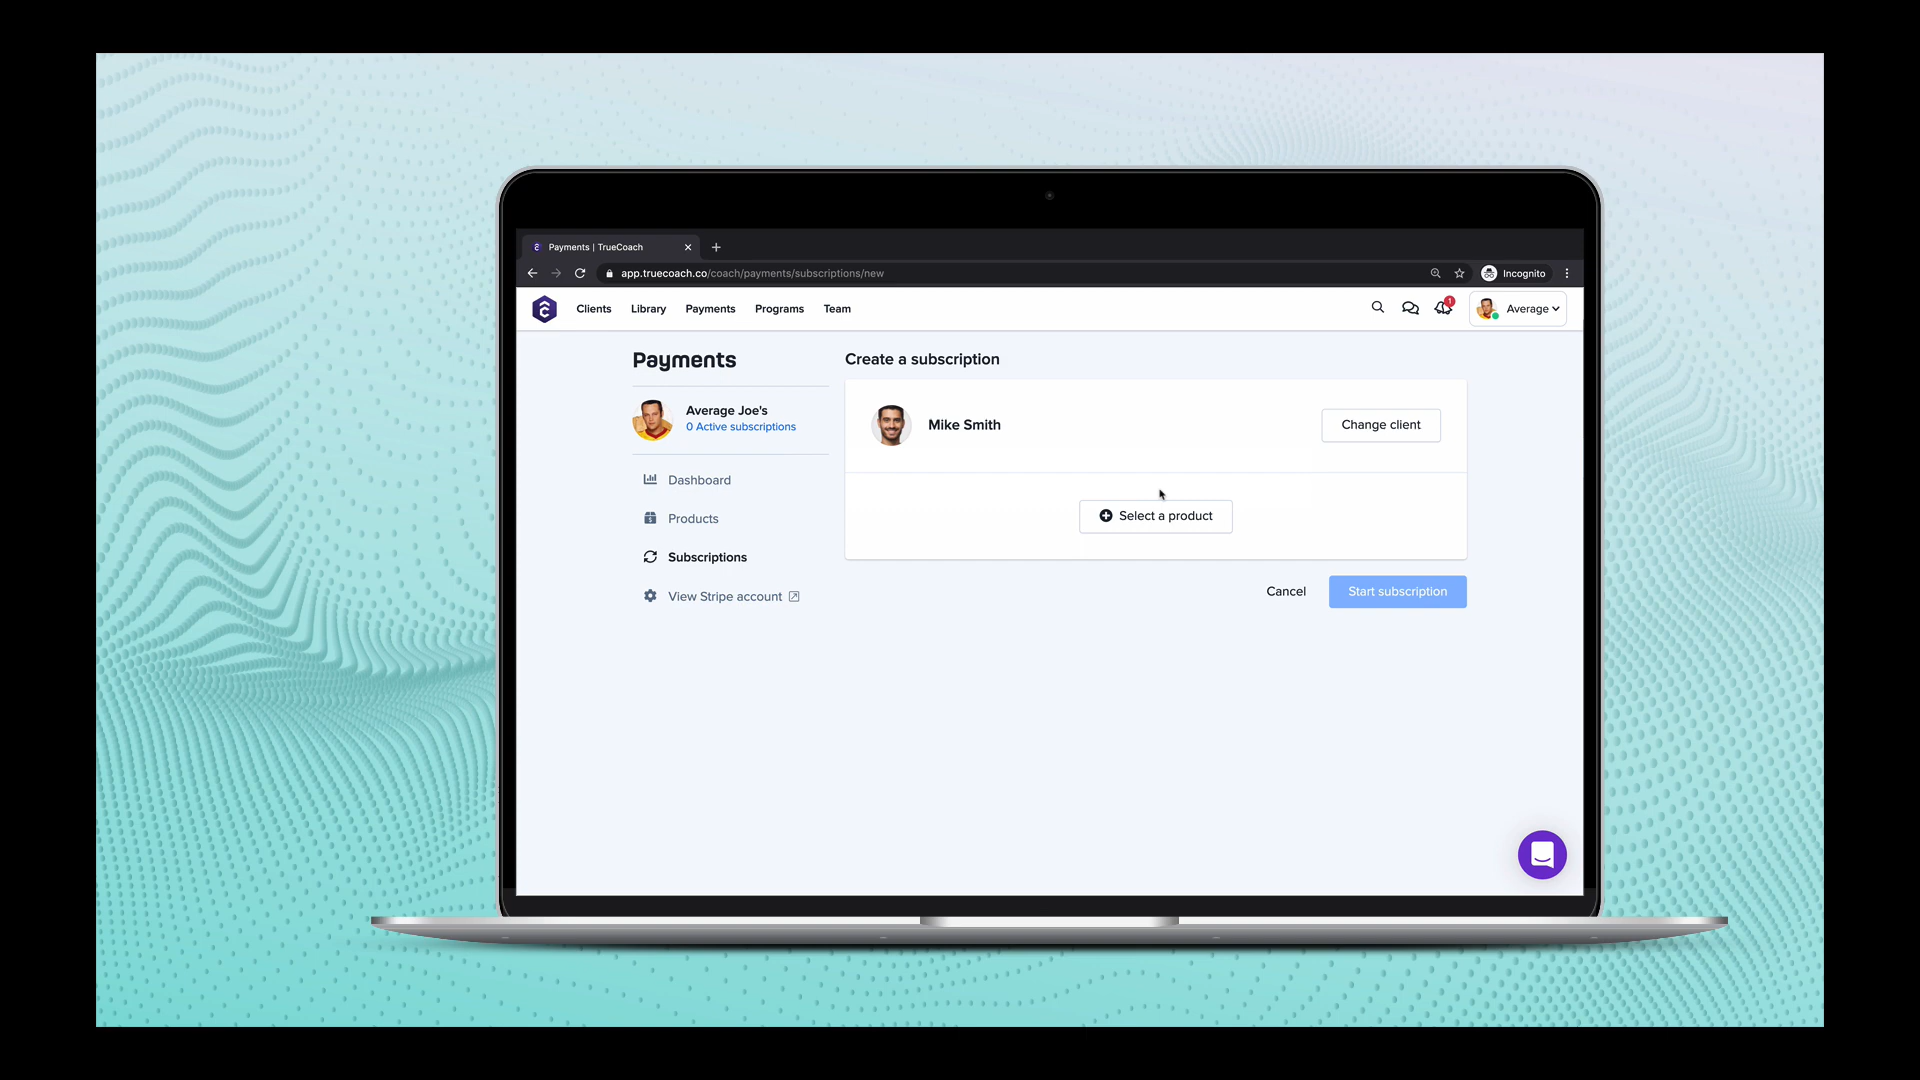 Payments | TrueCoach
app.truecoach.co/coach/payments/subscriptions/new
Incognito
Clients
Library
Payments
Programs
Team
1
Average
Payments
Average Joe's
0 Active subscriptions
Dashboard
Products
Subscriptions
View Stripe account
Create a subscription
Mike Smith
Change client
Select a product
Cancel
Start subscription